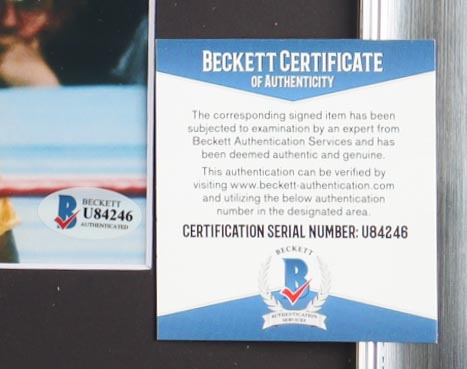 BECKETT CERTIFICATE
OF AUTHENTICITY
The corresponding signed item has been
subjected to examination by an expert from
Beckett Authentication Services and has
been deemed authentic and genuine.
This authentication can be verified by
visiting www.beckett-authentication.com
and utilizing the below authentication
number in the designated area.
CERTIFICATION SERIAL NUMBER: U84246
BECKETT
B
AUTHENTICATION
SERVICES
B
BECKETT
U84246
AUTHENTICATED